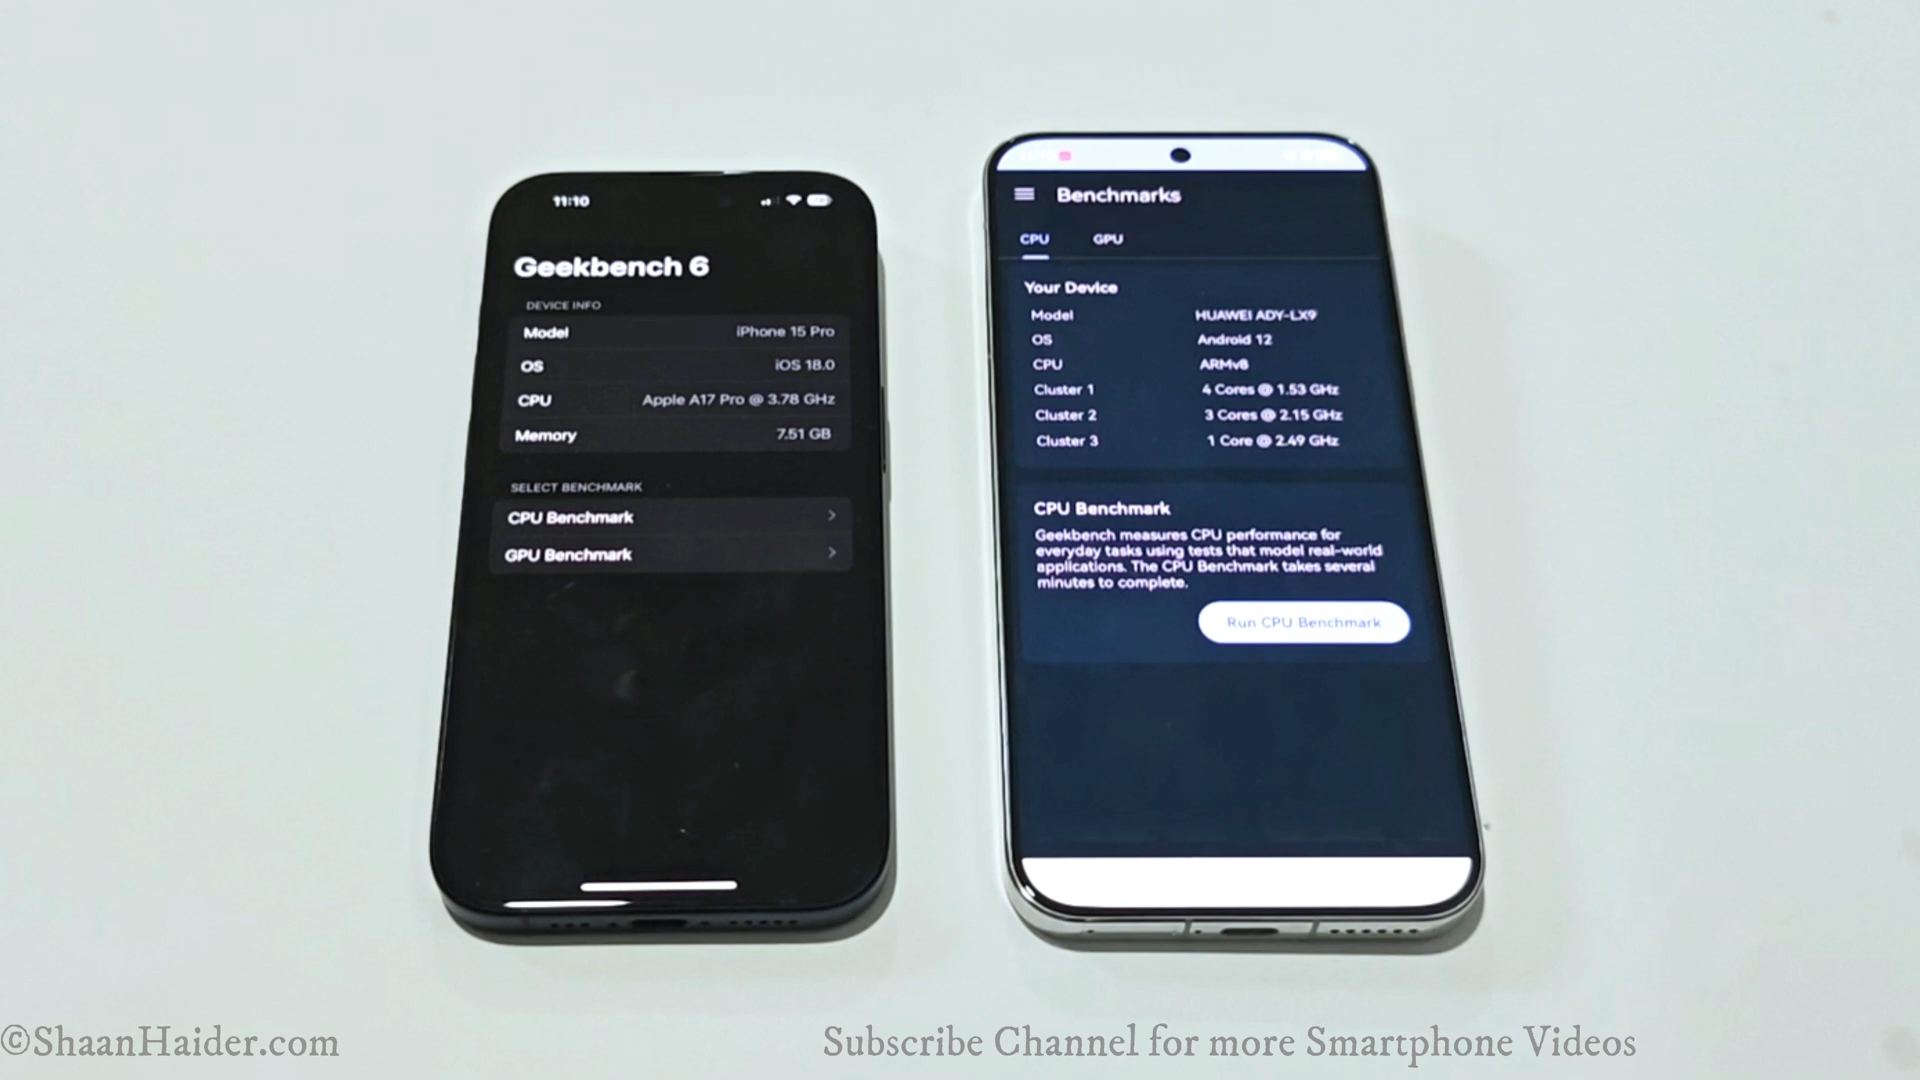 11:10
Geekbench 6
DEVICE INFO
Model iPhone 15 Pro
OS iOS 18.0
CPU Apple A17 Pro @ 3.78 GHz
Memory 7.51 GB
SELECT BENCHMARK
CPU Benchmark
GPU Benchmark
Benchmarks
CPU GPU
Your Device
Model HUAWEI ADY-LX9
OS Android 12
CPU ARMv8
Cluster 1 4 Cores @ 1.53 GHz
Cluster 2 3 Cores @ 2.15 GHz
Cluster 3 1 Core @ 2.49 GHz
CPU Benchmark
Geekbench measures CPU performance for
everyday tasks using tests that model real-world
applications. The CPU Benchmark takes several
minutes to complete.
Run CPU Benchmark
©ShaanHaider.com
Subscribe Channel for more Smartphone Videos